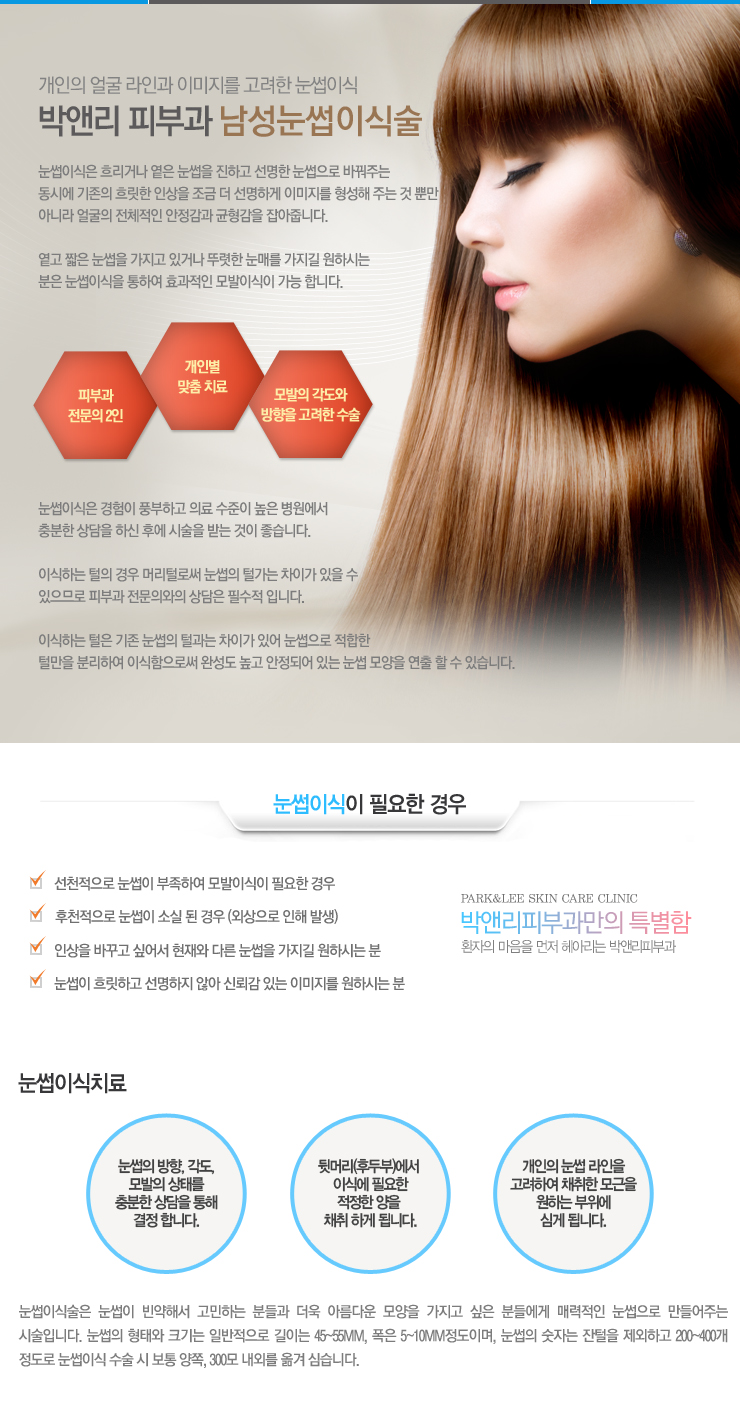 개인의 얼굴 라인과 이미지를 고려한 눈썹이식
박앤리 피부과 남성눈썹이식술
눈썹이식은 흐리거나 옅은 눈썹을 진하고 선명한 눈썹으로 바꿔주는
동시에 기존의 흐릿한 인상을 조금 더 선명하게 이미지를 형성해 주는 것 뿐만
아니라 얼굴의 전체적인 안정감과 균형감을 잡아줍니다.
옅고 짧은 눈썹을 가지고 있거나 뚜렷한 눈매를 가지길 원하시는
분은 눈썹이식을 통하여 효과적인 모발이식이 가능 합니다.
피부과
전문의 2인
개인별
맞춤 치료
모발의 각도와
방향을 고려한 수술
눈썹이식은 경험이 풍부하고 의료 수준이 높은 병원에서
충분한 상담을 하신 후에 시술을 받는 것이 좋습니다.
이식하는 털의 경우 머리털로써 눈썹의 털가는 차이가 있을 수
있으므로 피부과 전문의와의 상담은 필수적 입니다.
이식하는 털은 기존 눈썹의 털과는 차이가 있어 눈썹으로 적합한
털만을 분리하여 이식함으로써 완성도 높고 안정되어 있는 눈썹 모양을 연출 할 수 있습니다.
눈썹이식이 필요한 경우
선천적으로 눈썹이 부족하여 모발이식이 필요한 경우
후천적으로 눈썹이 소실 된 경우 (외상으로 인해 발생)
인상을 바꾸고 싶어서 현재와 다른 눈썹을 가지길 원하시는 분
눈썹이 흐릿하고 선명하지 않아 신뢰감 있는 이미지를 원하시는 분
PARK&LEE SKIN CARE CLINIC
박앤리피부과만의 특별함
환자의 마음을 먼저 헤아리는 박앤리피부과
눈썹이식치료
눈썹의 방향, 각도,
모발의 상태를
충분한 상담을 통해
결정 합니다.
뒷머리(후두부)에서
이식에 필요한
적정한 양을
채취 하게 됩니다.
개인의 눈썹 라인을
고려하여 채취한 모근을
원하는 부위에
심게 됩니다.
눈썹이식술은 눈썹이 빈약해서 고민하는 분들과 더욱 아름다운 모양을 가지고 싶은 분들에게 매력적인 눈썹으로 만들어주는
시술입니다. 눈썹의 형태와 크기는 일반적으로 길이는 45~55MM, 폭은 5~10MM정도이며, 눈썹의 숫자는 잔털을 제외하고 200~400개
정도로 눈썹이식 수술 시 보통 양쪽, 300모 내외를 옮겨 심습니다.